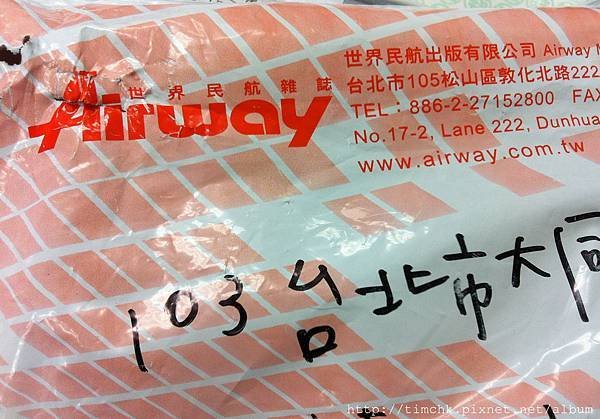 世界民航出版有限公司 Airway M
世界民航雜誌
台北市105松山區敦化北路222
Airway
TEL：886-2-27152800 FAX
No.17-2, Lane 222, Dunhua
www.airway.com.tw
103 台北市大同
http://timchk.pixnet.net/album